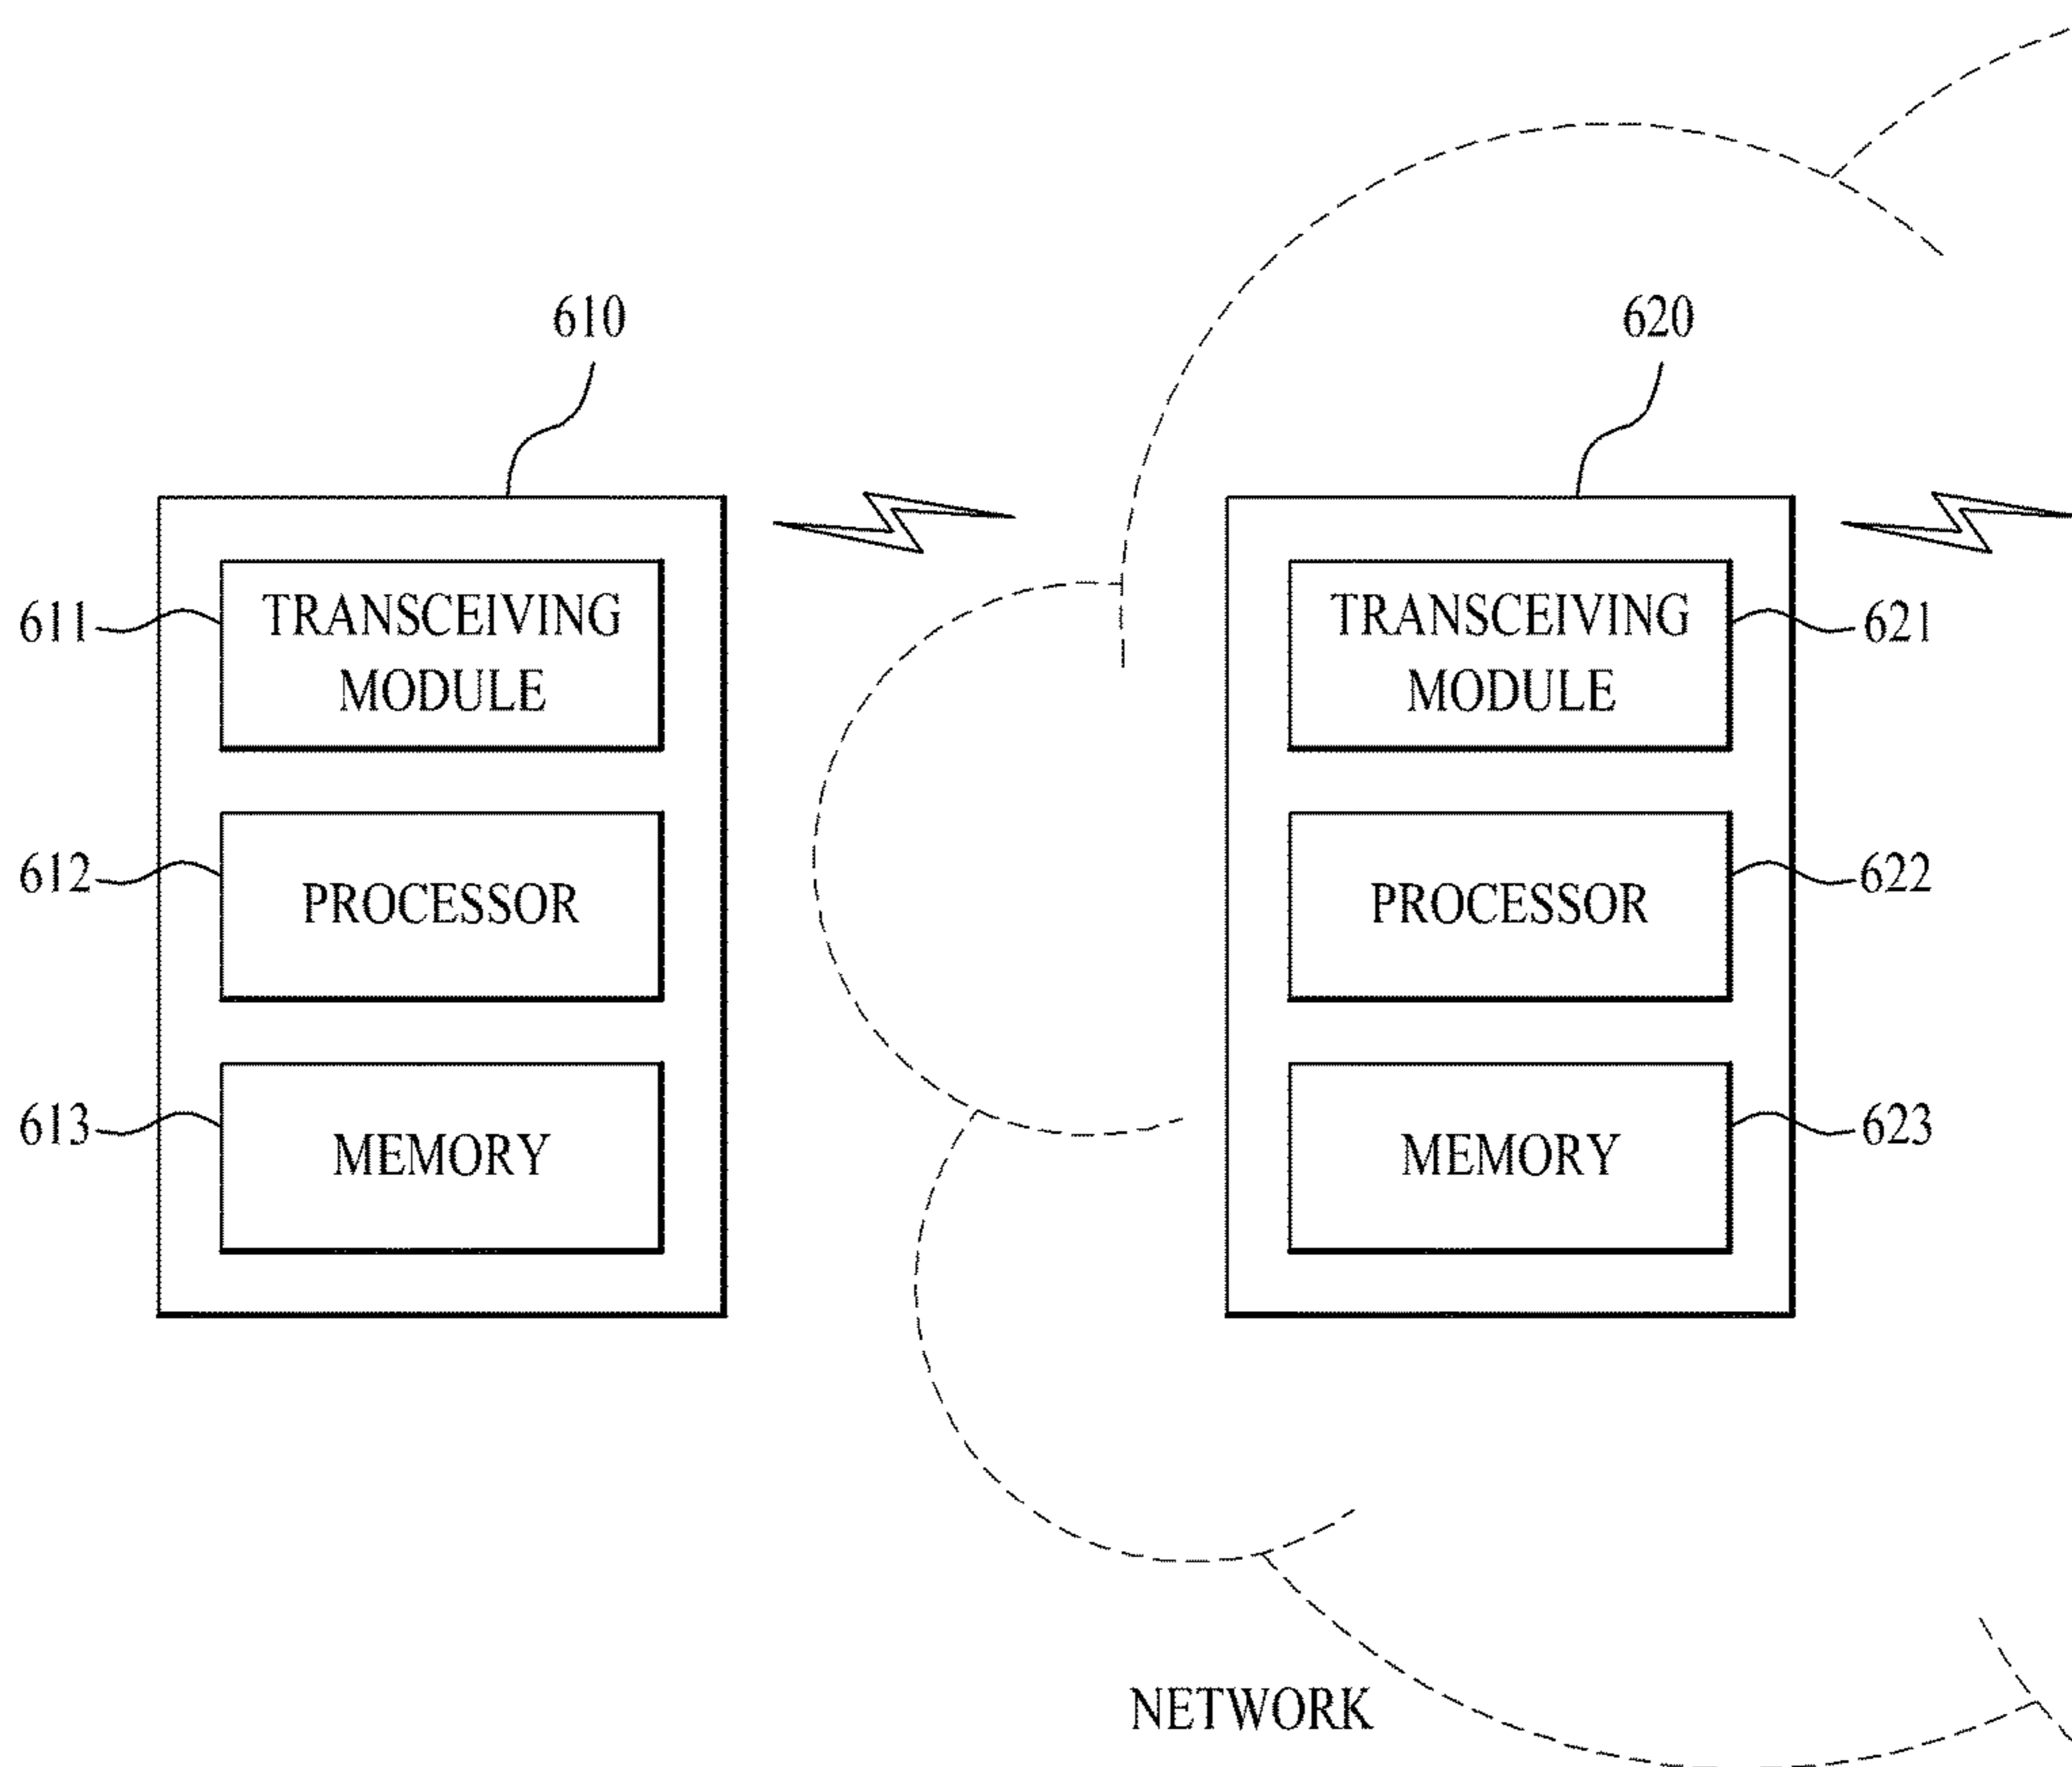 610
620
611
TRANSCEIVING
MODULE
TRANSCEIVING
MODULE
621
612
PROCESSOR
PROCESSOR
622
613
MEMORY
MEMORY
623
NETWORK